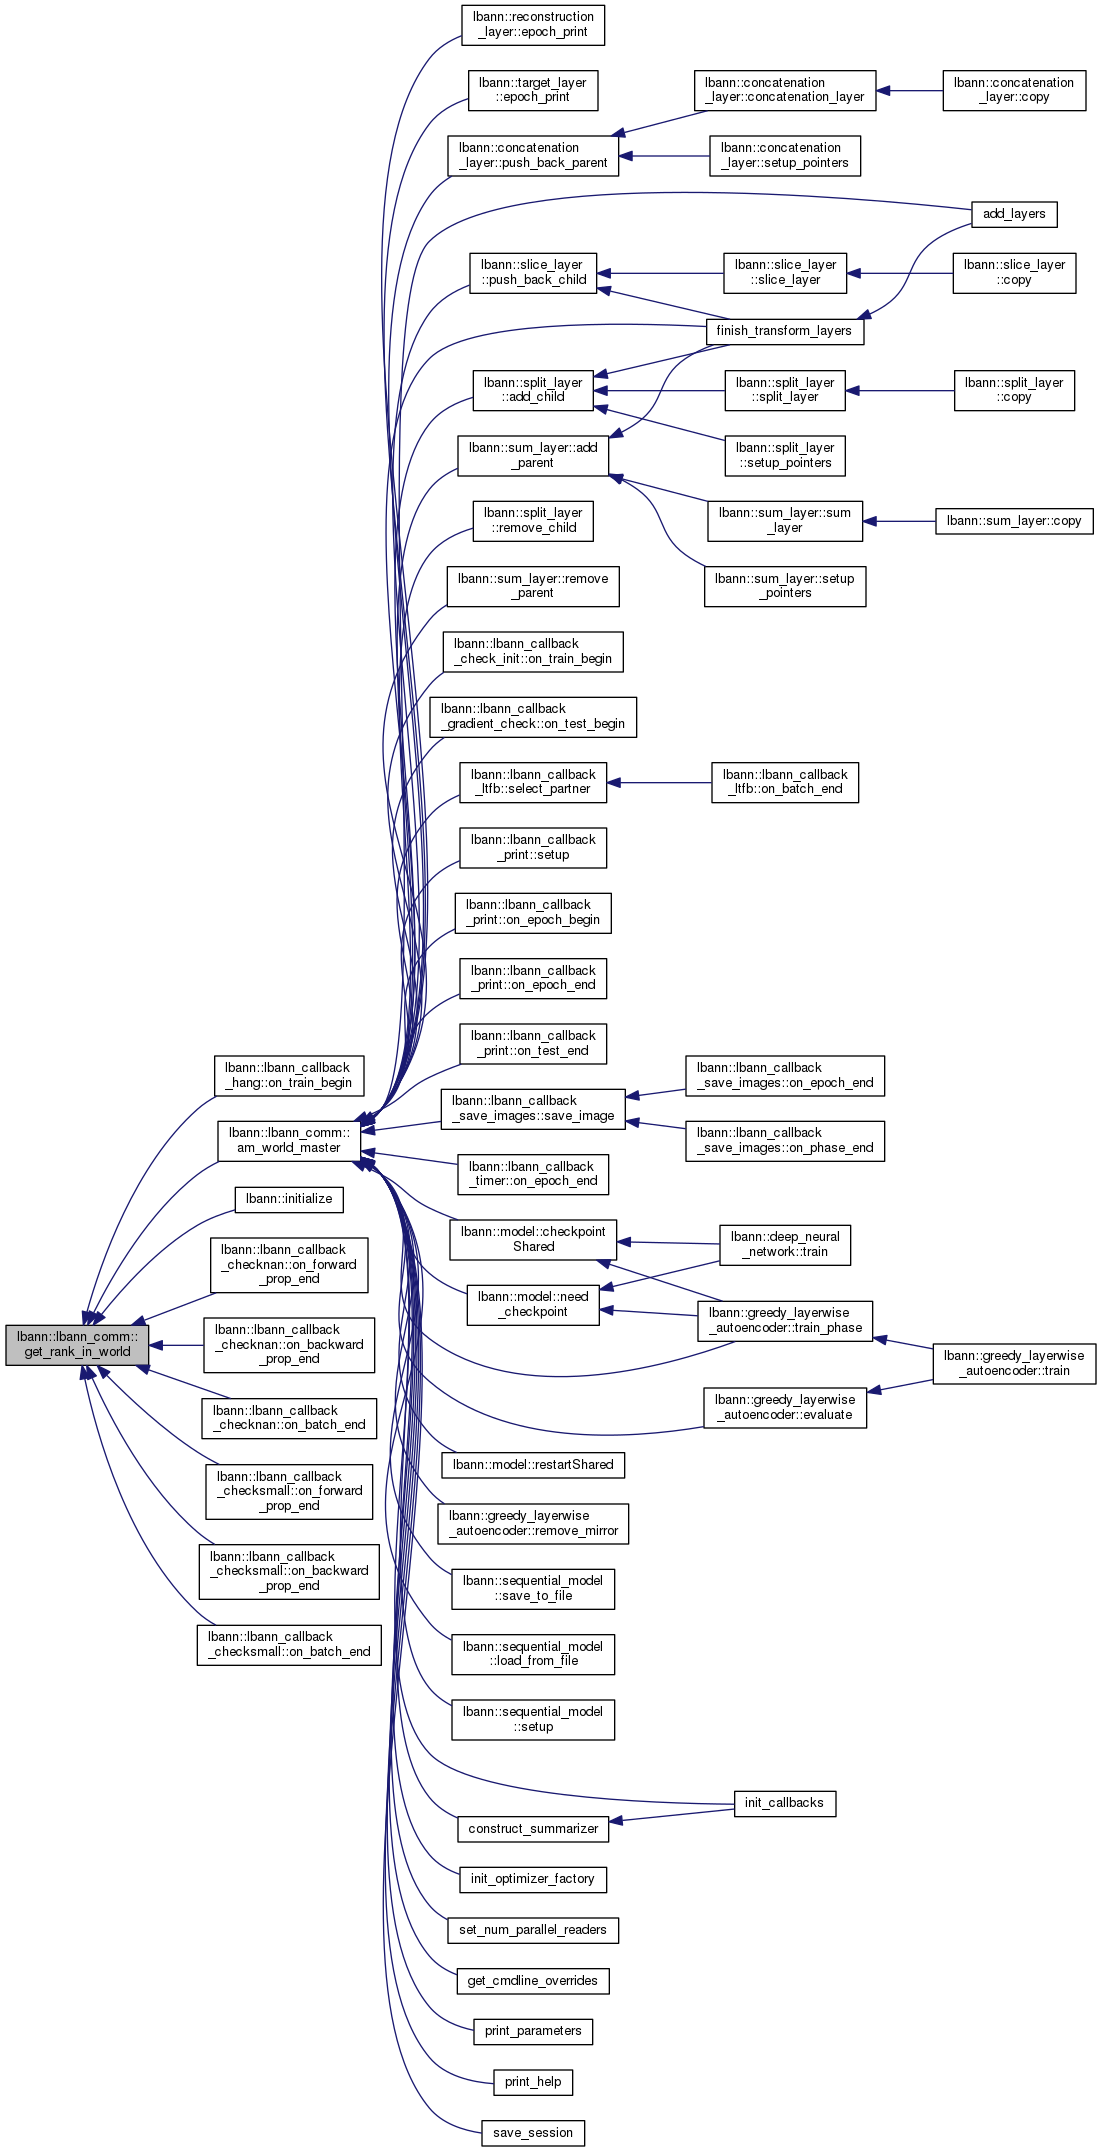 lbann::reconstruction
_layer::epoch_print
lbann::target_layer
::epoch_print
lbann::concatenation
_layer::concatenation_layer
lbann::concatenation
_layer::copy
lbann::concatenation
_layer::push_back_parent
lbann::concatenation
_layer::setup_pointers
add_layers
lbann::slice_layer
::push_back_child
lbann::slice_layer
::slice_layer
lbann::slice_layer
::copy
finish_transform_layers
lbann::split_layer
::add_child
lbann::split_layer
::split_layer
lbann::split_layer
::copy
lbann::sum_layer::add
_parent
lbann::split_layer
::setup_pointers
lbann::split_layer
::remove_child
lbann::sum_layer::sum
_layer
lbann::sum_layer::copy
lbann::sum_layer::remove
_parent
lbann::sum_layer::setup
_pointers
lbann::lbann_callback
_check_init::on_train_begin
lbann::lbann_callback
_gradient_check::on_test_begin
lbann::lbann_callback
_ltfb::select_partner
lbann::lbann_callback
_ltfb::on_batch_end
lbann::lbann_callback
_print::setup
lbann::lbann_callback
_print::on_epoch_begin
lbann::lbann_callback
_print::on_epoch_end
lbann::lbann_callback
_print::on_test_end
lbann::lbann_callback
_hang::on_train_begin
lbann::lbann_callback
_save_images::save_image
lbann::lbann_callback
_save_images::on_epoch_end
lbann::lbann_comm::
am_world_master
lbann::lbann_callback
_save_images::on_phase_end
lbann::lbann_callback
_timer::on_epoch_end
lbann::initialize
lbann::model::checkpoint
Shared
lbann::deep_neural
_network::train
lbann::lbann_callback
_checknan::on_forward
_prop_end
lbann::model::need
_checkpoint
lbann::greedy_layerwise
_autoencoder::train_phase
lbann::lbann_comm::
get_rank_in_world
lbann::lbann_callback
_checknan::on_backward
_prop_end
lbann::greedy_layerwise
_autoencoder::train
lbann::lbann_callback
_checknan::on_batch_end
lbann::greedy_layerwise
_autoencoder::evaluate
lbann::model::restartShared
lbann::lbann_callback
_checksmall::on_forward
_prop_end
lbann::greedy_layerwise
_autoencoder::remove_mirror
lbann::lbann_callback
_checksmall::on_backward
_prop_end
lbann::sequential_model
::save_to_file
lbann::lbann_callback
_checksmall::on_batch_end
lbann::sequential_model
::load_from_file
lbann::sequential_model
::setup
init_callbacks
construct_summarizer
init_optimizer_factory
set_num_parallel_readers
get_cmdline_overrides
print_parameters
print_help
save_session